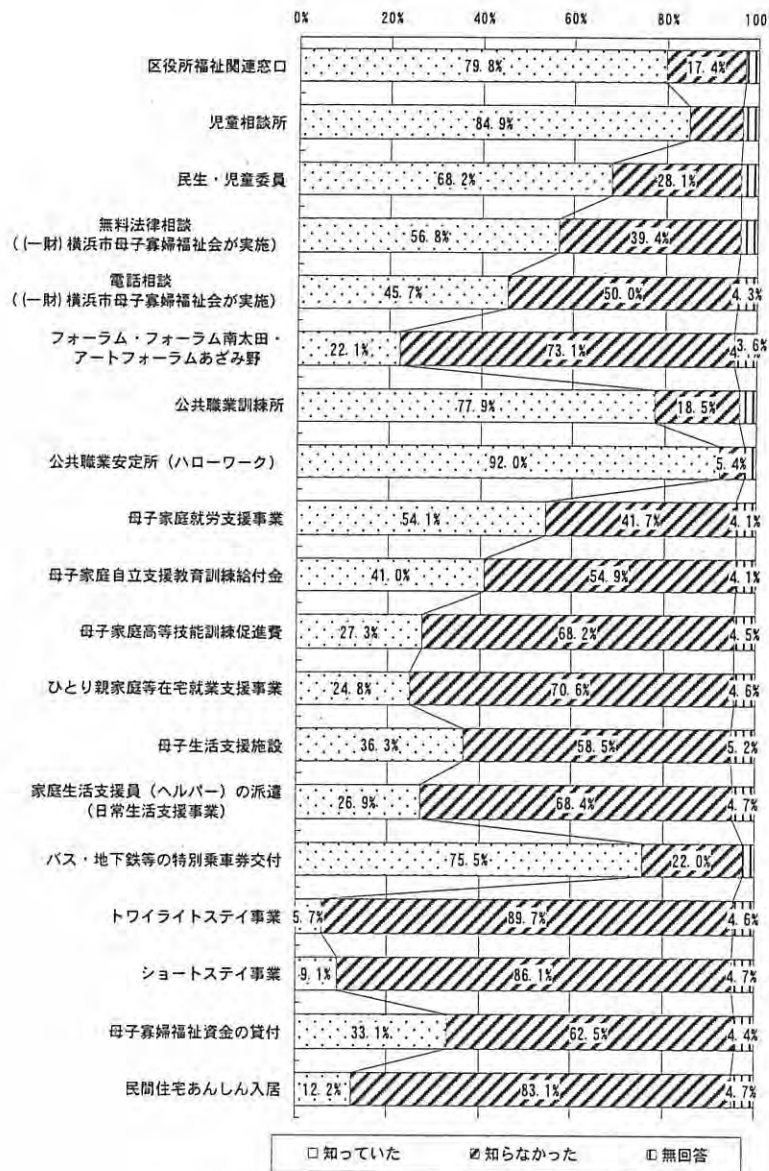 0% 20% 40% 60% 80% 100
区役所福祉関連窓口 79.8% 17.4%
児童相談所 84.9%
民生・児童委員 68.2% 28.1%
無料法律相談
((一財)横浜市母子寡婦福祉会が実施) 56.8% 39.4%
電話相談
((一財)横浜市母子寡婦福祉会が実施) 45.7% 50.0% 4.3%
フォーラム・フォーラム南太田・
アートフォーラムあざみ野 22.1% 73.1% 4. 3.6%
公共職業訓練所 77.9% 18.5%
公共職業安定所(ハローワーク) 92.0% 5.4%
母子家庭就労支援事業 54.1% 41.7% 4.1%
母子家庭自立支援教育訓練給付金 41.0% 54.9% 4.1%
母子家庭高等技能訓練促進費 27.3% 68.2% 4.5%
ひとり親家庭等在宅就業支援事業 24.8% 70.6% 4.6%
母子生活支援施設 36.3% 58.5% 5.2%
家庭生活支援員(ヘルパー)の派遣
(日常生活支援事業) 26.9% 68.4% 4.7%
バス・地下鉄等の特別乗車券交付 75.5% 22.0%
トワイライトステイ事業 5.7% 89.7% 4.6%
ショートステイ事業 9.1% 86.1% 4.7%
母子寡婦福祉資金の貸付 33.1% 62.5% 4.4%
民間住宅あんしん入居 12.2% 83.1% 4.7%
知っていた 知らなかった 無回答